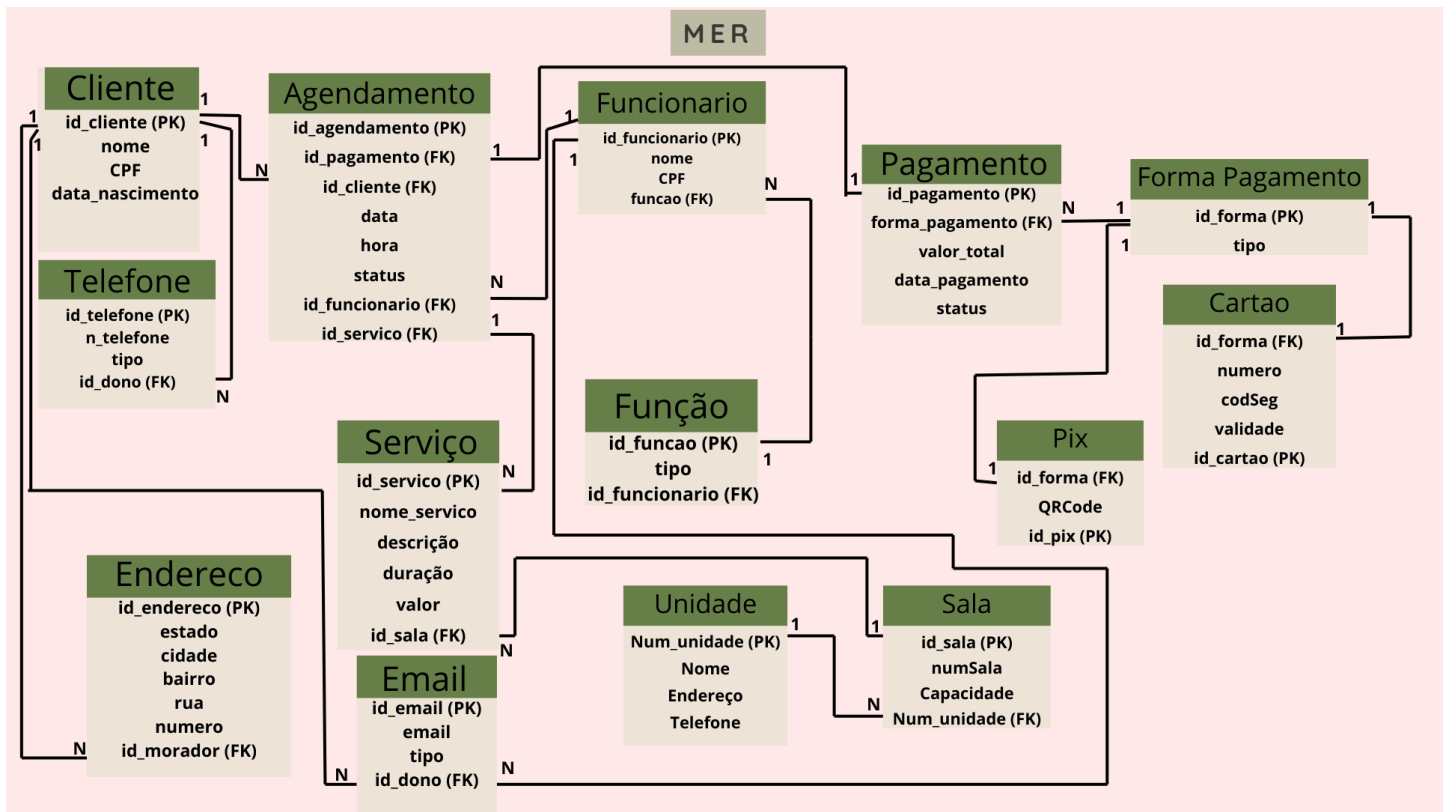 MER
Cliente
id_cliente (PK)
nome
CPF
data_nascimento
1
1
1
1
Agendamento
id_agendamento (PK)
id_pagamento (FK)
id_cliente (FK)
data
hora
status
id_funcionário (FK)
id_servico (FK)
N
1
N
1
Funcionario
id_funcionário (PK)
nome
CPF
funcao (FK)
1
1
N
Pagamento
id_pagamento (PK)
forma_pagamento (FK)
valor_total
data_pagamento
status
1
N
Forma Pagamento
id_forma (PK)
tipo
1
1
1
Telefone
id_telefone (PK)
n_telefone
tipo
id_dono (FK)
N
Cartao
id_forma (FK)
numero
codSeg
validade
id_cartao (PK)
1
Função
id_funcao (PK)
tipo
id_funcionário (FK)
1
Serviço
id_servico (PK)
nome_servico
descrição
duração
valor
id_sala (FK)
N
N
Pix
id_forma (FK)
QRCode
id_pix (PK)
1
Endereco
id_endereco (PK)
estado
cidade
bairro
rua
numero
id_morador (FK)
N
Email
id_email (PK)
email
tipo
id_dono (FK)
N
N
Unidade
Num_unidade (PK)
Nome
Endereço
Telefone
1
Sala
id_sala (PK)
numSala
Capacidade
Num_unidade (FK)
1
N